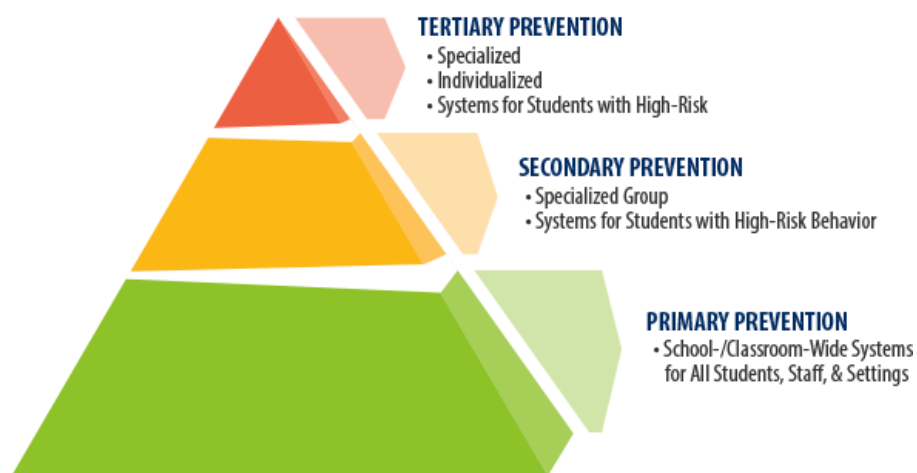 TERTIARY PREVENTION
• Specialized
• Individualized
• Systems for Students with High-Risk
SECONDARY PREVENTION
• Specialized Group
• Systems for Students with High-Risk Behavior
PRIMARY PREVENTION
• School-/Classroom-Wide Systems
for All Students, Staff, & Settings